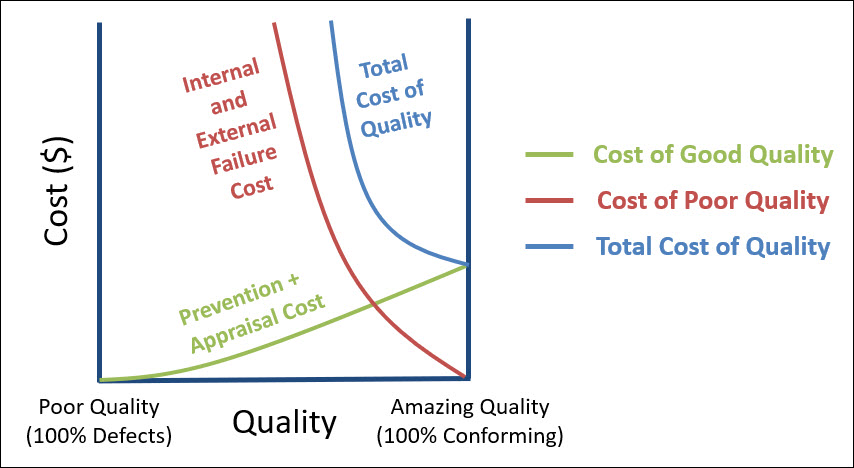 Internal
and
External
Failure
Cost
Total
Cost of
Quality
Cost ($)
Prevention +
Appraisal Cost
Cost of Good Quality
Cost of Poor Quality
Total Cost of Quality
Poor Quality
(100% Defects)
Quality
Amazing Quality
(100% Conforming)